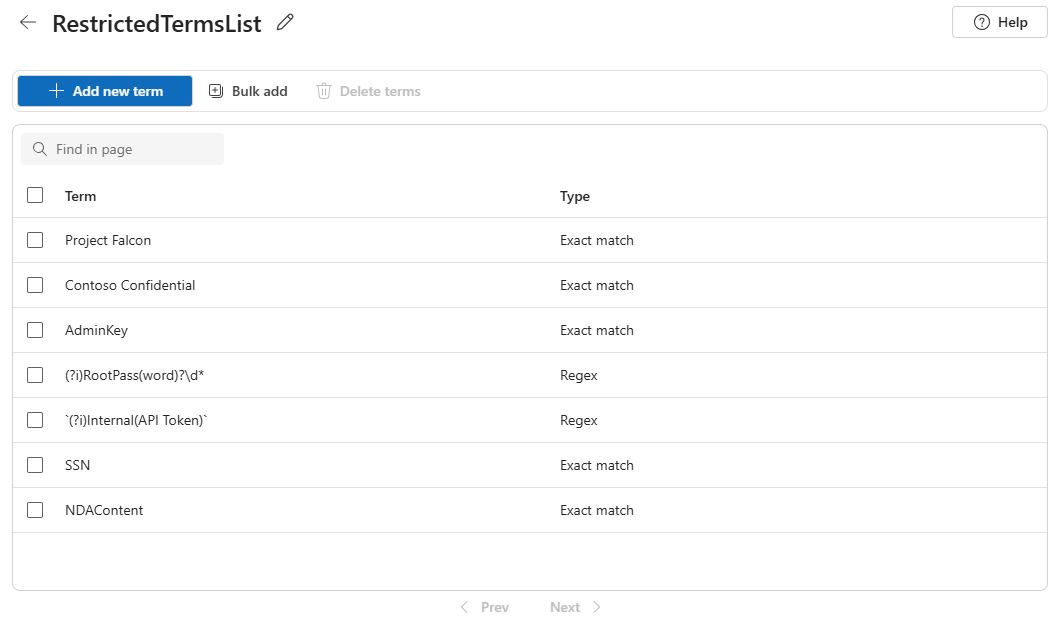 RestrictedTermsList
Help
Add new term Bulk add Delete terms
Find in page
Term Type
Project Falcon Exact match
Contoso Confidential Exact match
AdminKey Exact match
(?i)RootPass(word)?\d* Regex
`(?i)Internal(API Token)` Regex
SSN Exact match
NDAContent Exact match
Prev Next